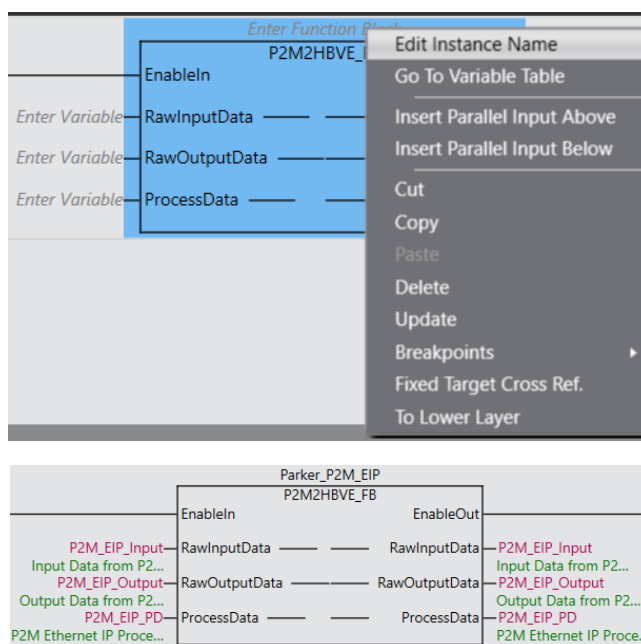 Enter Function Block
P2M2HBVE_
EnableIn
Enter Variable RawInputData
Enter Variable RawOutputData
Enter Variable ProcessData
Edit Instance Name
Go To Variable Table
Insert Parallel Input Above
Insert Parallel Input Below
Cut
Copy
Paste
Delete
Update
Breakpoints
Fixed Target Cross Ref.
To Lower Layer
Parker_P2M_EIP
P2M2HBVE_FB
EnableIn EnableOut
P2M_EIP_Input RawInputData RawInputData P2M_EIP_Input
Input Data from P2... Input Data from P2...
P2M_EIP_Output RawOutputData RawOutputData P2M_EIP_Output
Output Data from P2... Output Data from P2...
P2M_EIP_PD ProcessData ProcessData P2M_EIP_PD
P2M Ethernet IP Proce... P2M Ethernet IP Proce